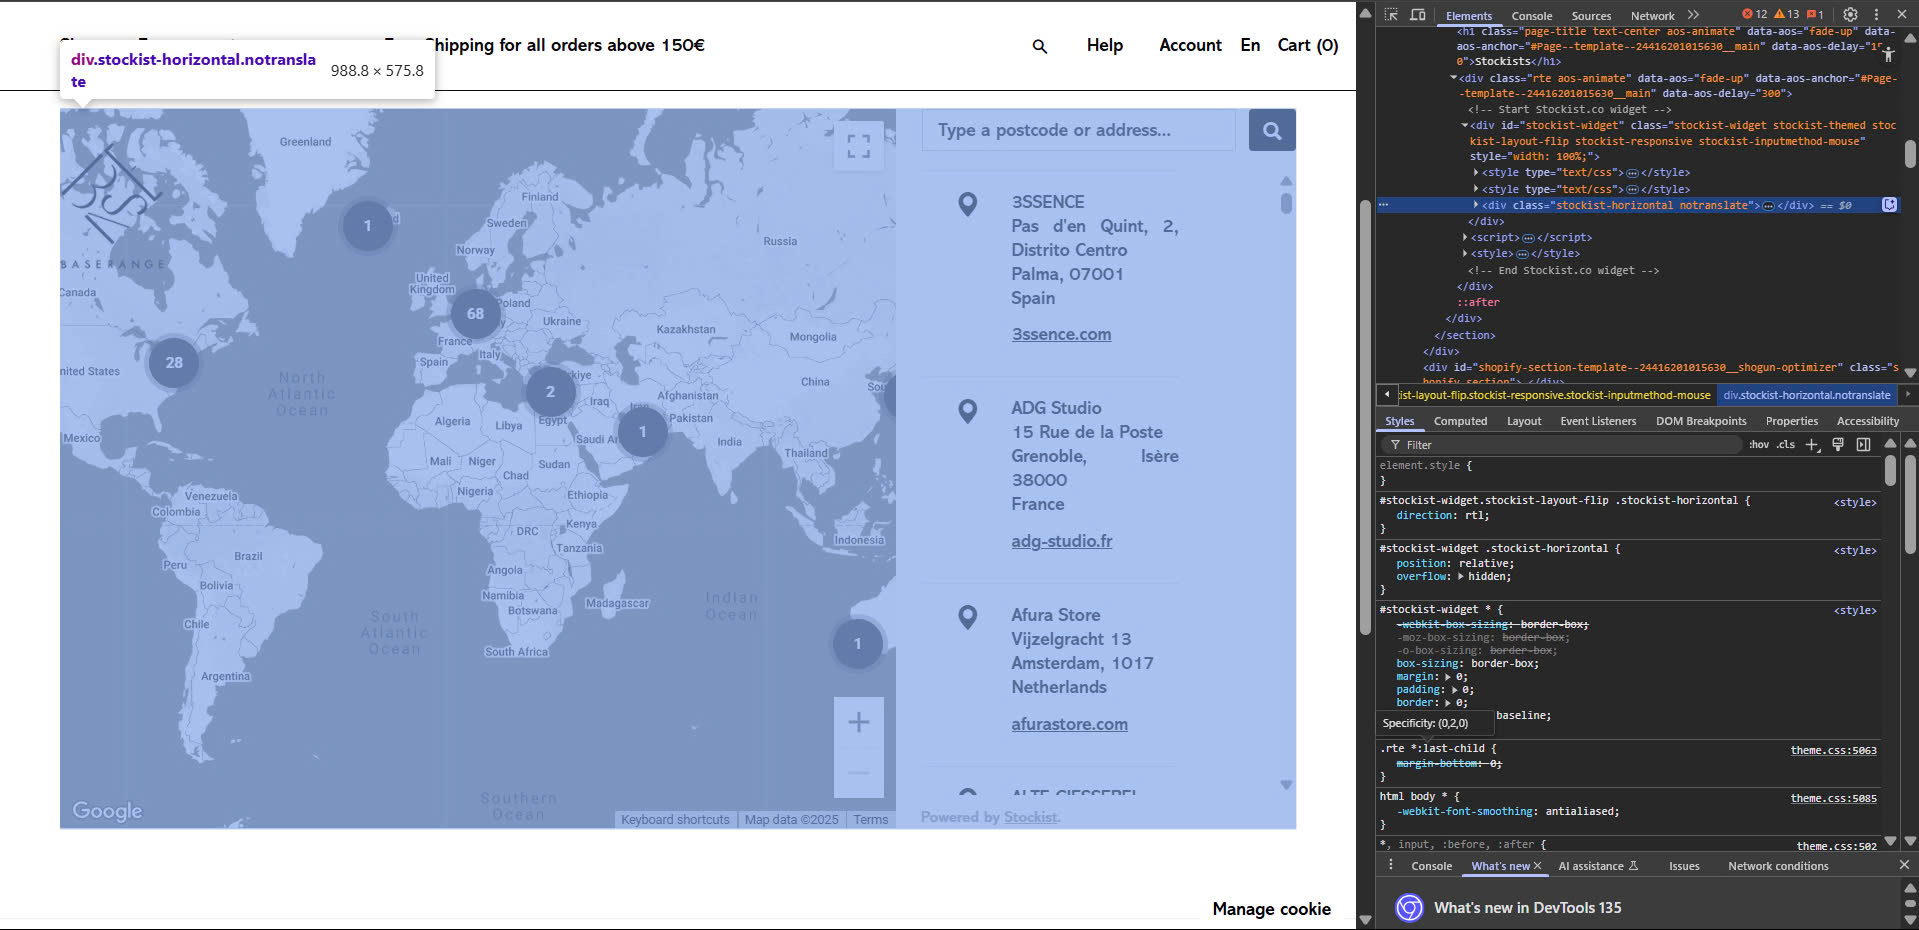 Shipping for all orders above 150€
Help
Account
En
Cart (0)
div.stockist-horizontal.notransla
te
988.8 × 575.8
Type a postcode or address...
Greenland
Finland
Sweden
Norway
Russia
1
BASERANGE
Canada
United
Kingdom
Poland
68
Ukraine
Kazakhstan
Mongolia
France
Italy
Spain
28
nited States
North
Atlantic
Ocean
2
rkiye
China
Sou
Iraq
Iran
Afghanistan
Pakistan
1
Algeria
Libya
Egypt
Saudi Ar
India
Mexico
Mali
Niger
Chad
Sudan
Thailand
Nigeria
Ethiopia
Venezuela
Colombia
Kenya
DRC
Tanzania
Indonesia
Brazil
Peru
Bolivia
Angola
Namibia
Botswana
Madagascar
Indian
Ocean
Chile
South
Atlantic
Ocean
South Africa
1
Argentina
Southern
Ocean
Google
Keyboard shortcuts
Map data ©2025
Terms
3SSENCE
Pas d'en Quint, 2,
Distrito Centro
Palma, 07001
Spain
3ssence.com
ADG Studio
15 Rue de la Poste
Grenoble, Isère
38000
France
adg-studio.fr
Afura Store
Vijzelgracht 13
Amsterdam, 1017
Netherlands
afurastore.com
Powered by Stockist.
Manage cookie
Elements
Console
Sources
Network
12
13
1
<h1 class="page-title text-center aos-animate" data-aos="fade-up" data-
aos-anchor="#Page--template--24416201015630__main" data-aos-delay="15
0">Stockists</h1>
<div class="rte aos-animate" data-aos="fade-up" data-aos-anchor="#Page-
-template--24416201015630__main" data-aos-delay="300">
<!-- Start Stockist.co widget -->
<div id="stockist-widget" class="stockist-widget stockist-themed stoc
kist-layout-flip stockist-responsive stockist-inputmethod-mouse"
style="width: 100%;">
<style type="text/css"> </style>
<style type="text/css"> </style>
<div class="stockist-horizontal notranslate"> </div> == $0
</div>
<script> </script>
<style> </style>
<!-- End Stockist.co widget -->
</div>
::after
</div>
</section>
</div>
<div id="shopify-section-template--24416201015630__shogun-optimizer" class="s
hopify-section"> </div>
ist-layout-flip.stockist-responsive.stockist-inputmethod-mouse
div.stockist-horizontal.notranslate
Styles
Computed
Layout
Event Listeners
DOM Breakpoints
Properties
Accessibility
Filter
:hov
.cls
element.style {
}
#stockist-widget.stockist-layout-flip .stockist-horizontal {
<style>
direction: rtl;
}
#stockist-widget .stockist-horizontal {
<style>
position: relative;
overflow: hidden;
}
#stockist-widget * {
<style>
-webkit-box-sizing: border-box;
-moz-box-sizing: border-box;
-o-box-sizing: border-box;
box-sizing: border-box;
margin: 0;
padding: 0;
border: 0;
baseline;
Specificity: (0,2,0)
.rte *:last-child {
theme.css:5063
margin-bottom: 0;
}
html body * {
theme.css:5085
-webkit-font-smoothing: antialiased;
}
*, input, :before, :after {
theme.css:502
Console
What's new
AI assistance
Issues
Network conditions
What's new in DevTools 135